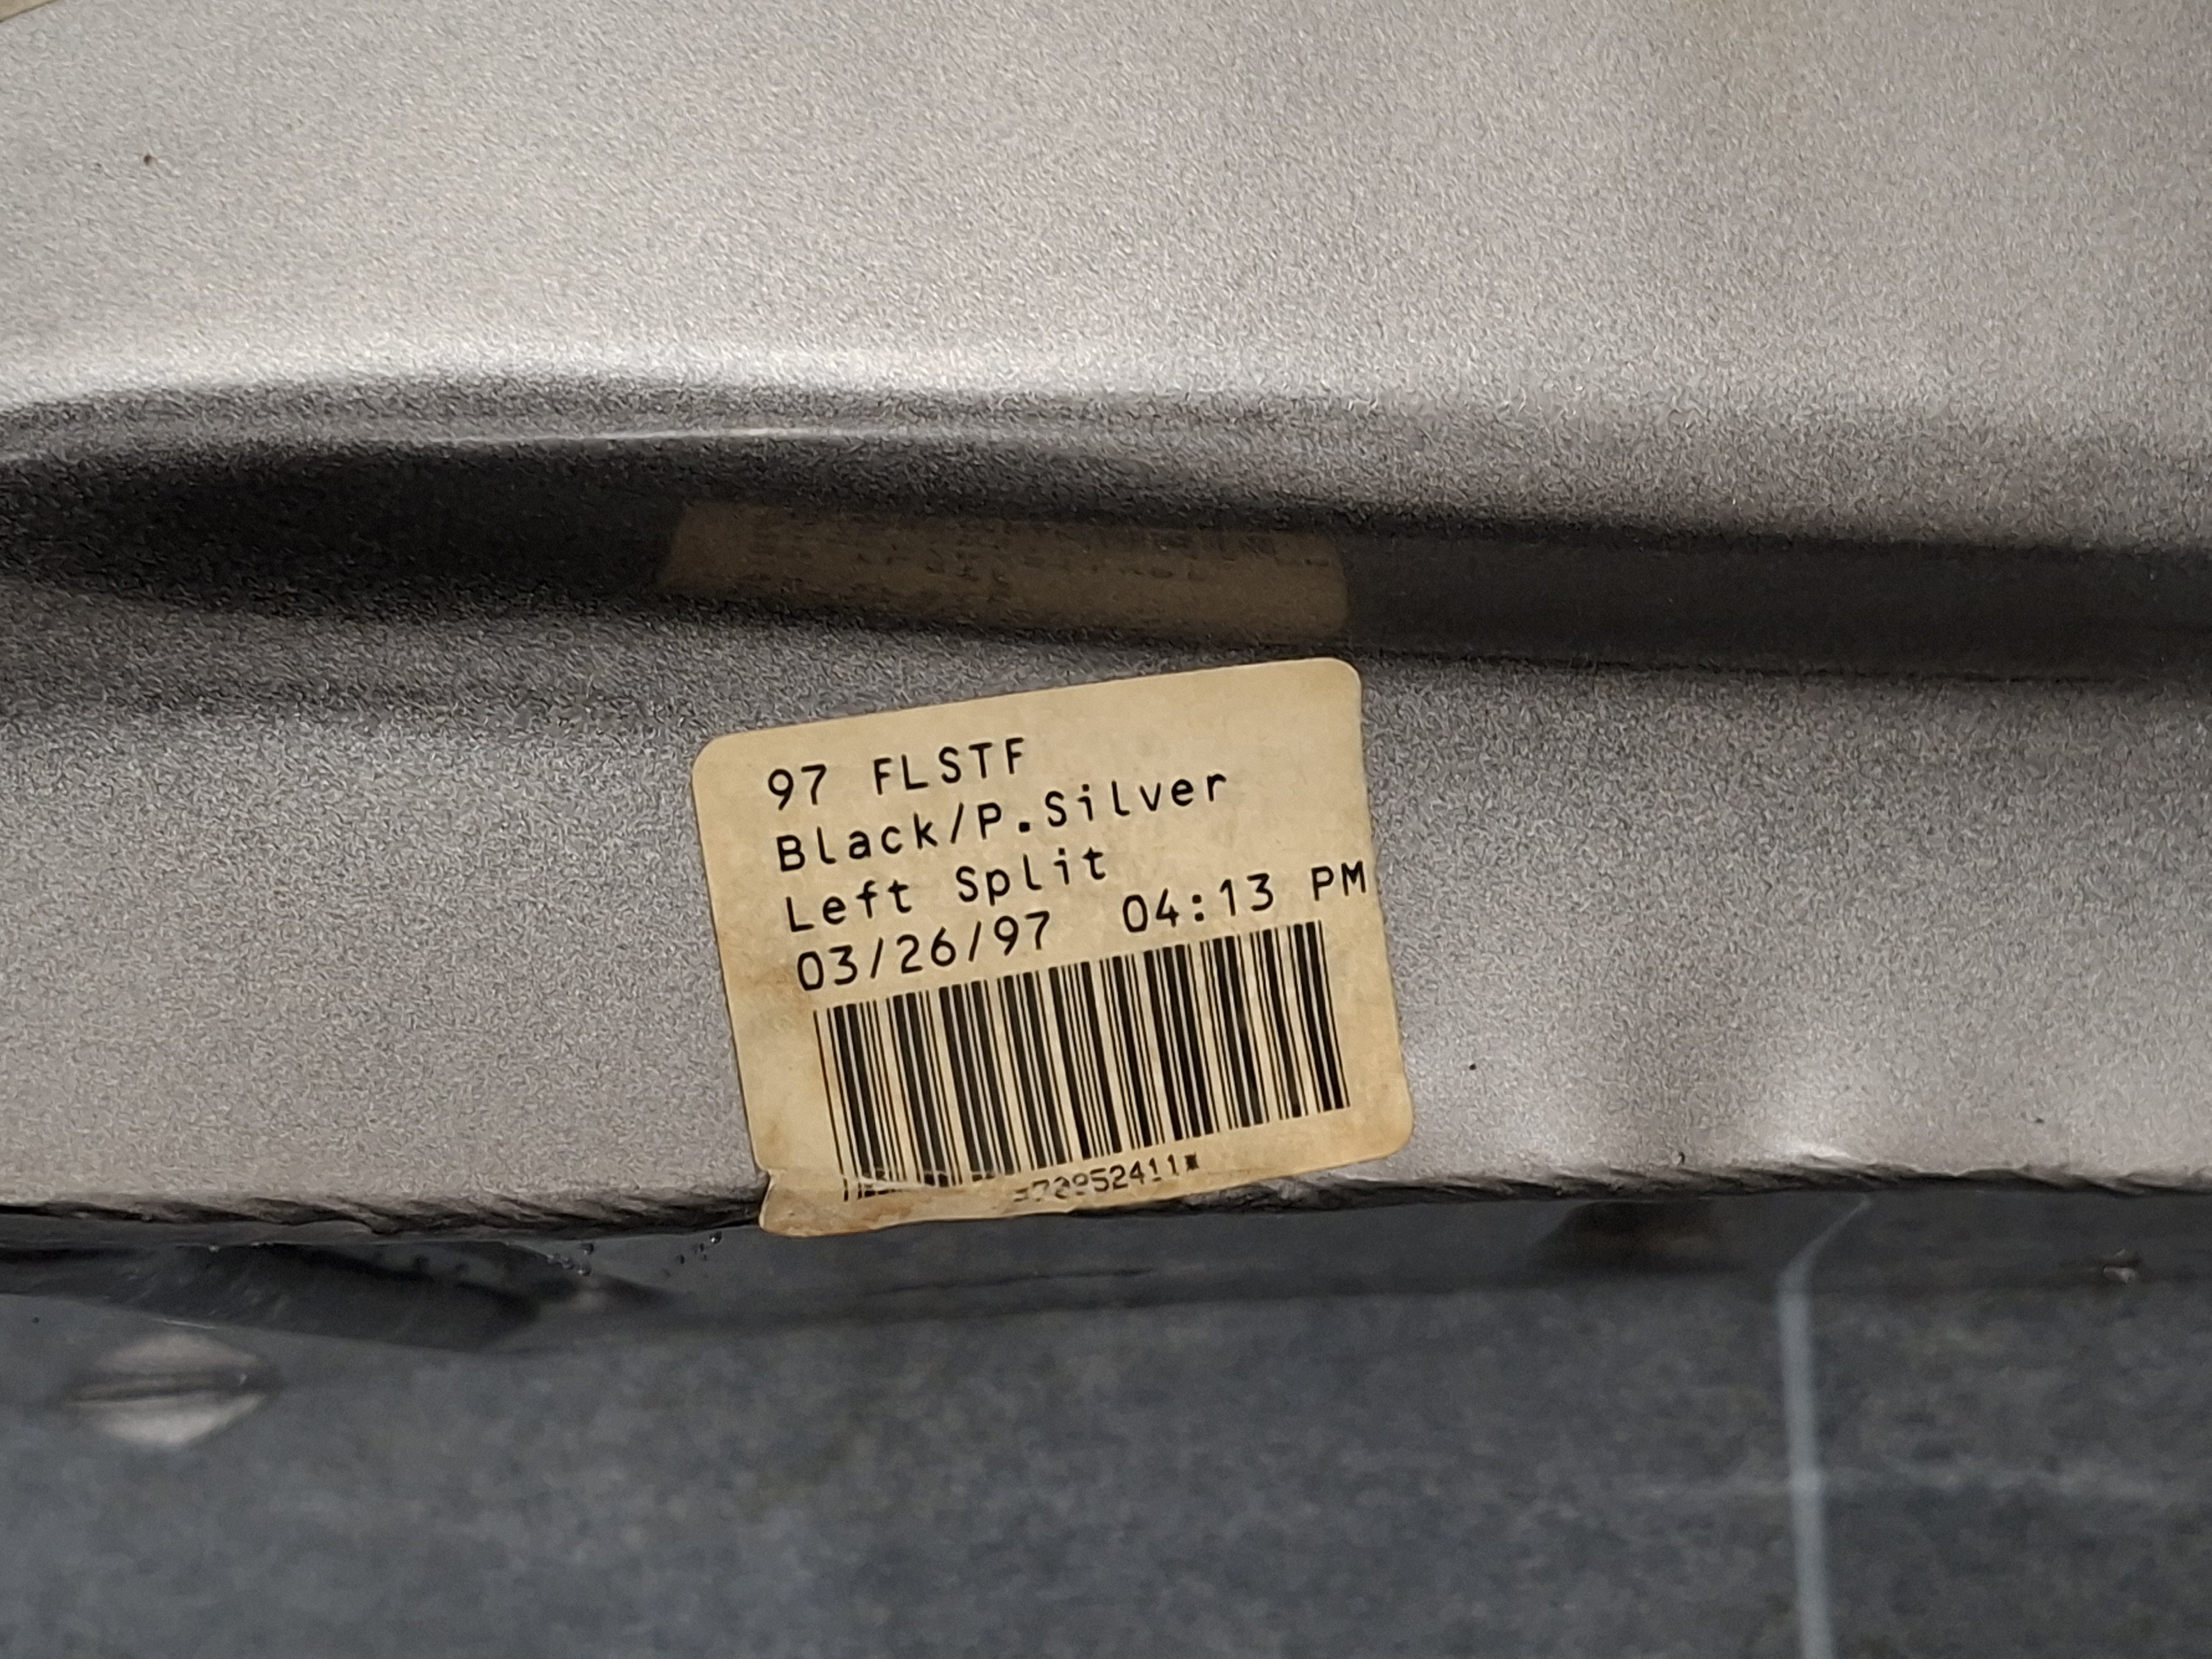 97 FLSTF
Black/P.Silver
Left Split
03/26/97 04:13 PM